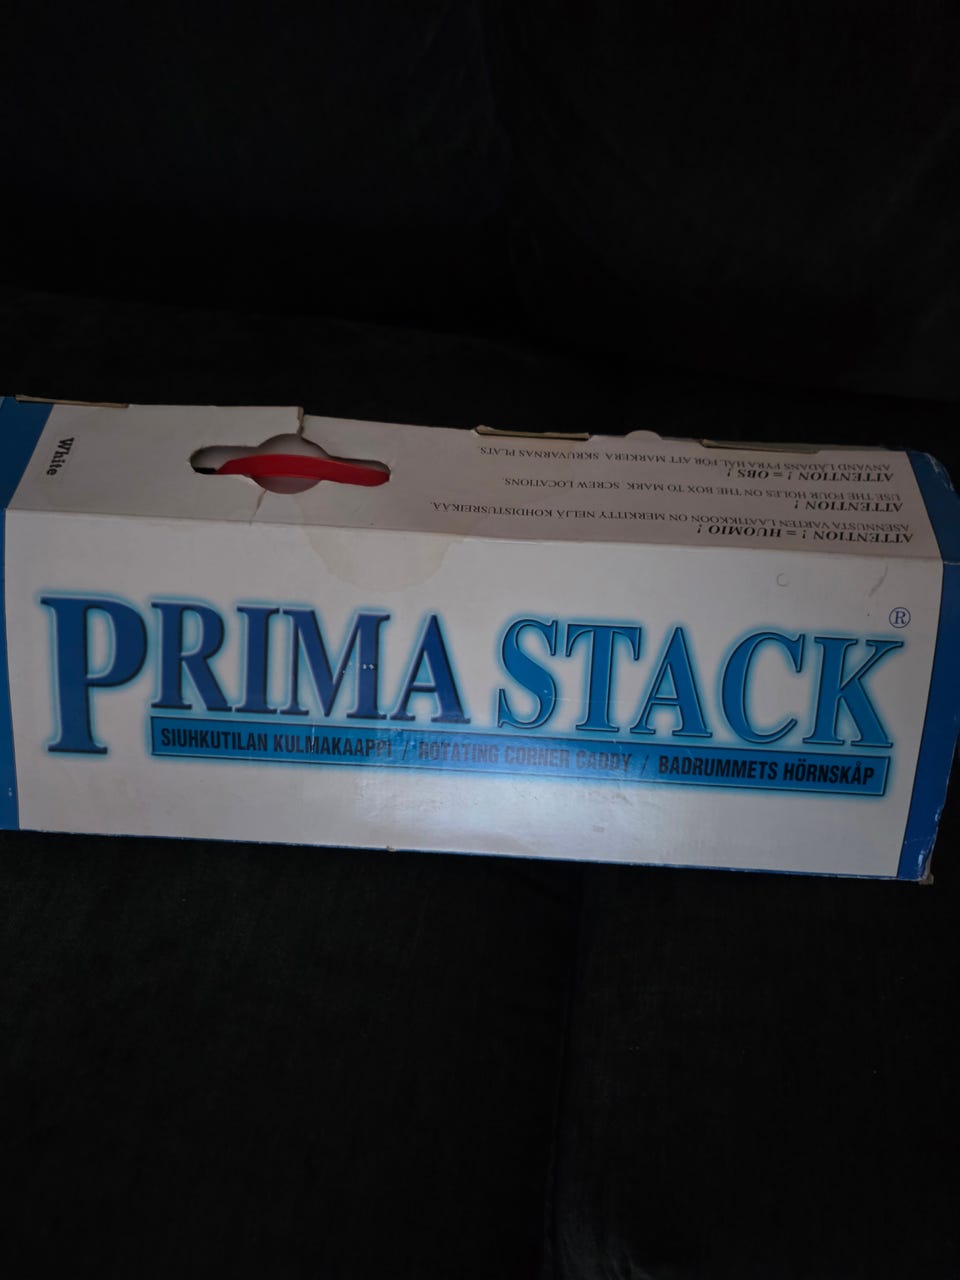 White
ATTENTION ! = HUOMIO !
ASENNUSTA VARTEN LAATIKKOON ON MERKITTY NELJÄ KOHDISTUSREIKÄÄ.
ATTENTION !
USE THE FOUR HOLES ON THE BOX TO MARK SCREW LOCATIONS.
ATTENTION ! = OBS !
ANVÄND LÅDANS FYRA HÅL FÖR ATT MARKERA SKRUVARNAS PLATS.
PRIMA STACK ®
SIUHKUTILAN KULMAKAAPPI / ROTATING CORNER CADDY / BADRUMMETS HÖRNSKÅP